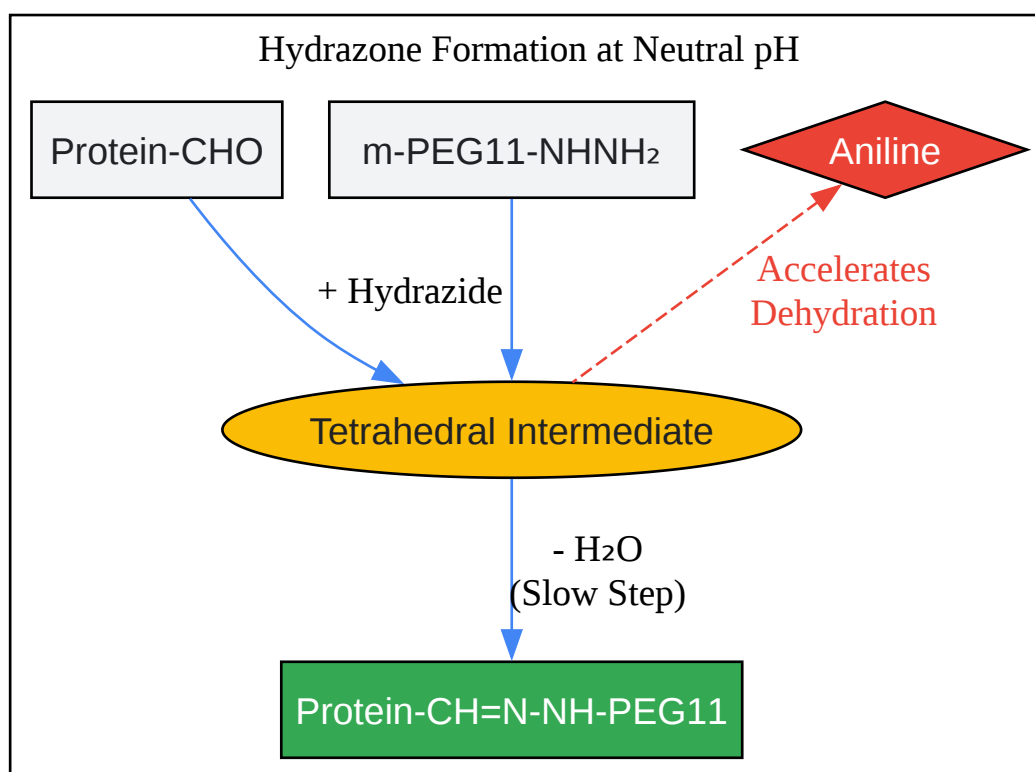 Hydrazone Formation at Neutral pH
Protein-CHO
m-PEG11-NHNH₂
Aniline
+ Hydrazide
Accelerates
Dehydration
Tetrahedral Intermediate
- H₂O
(Slow Step)
Protein-CH=N-NH-PEG11